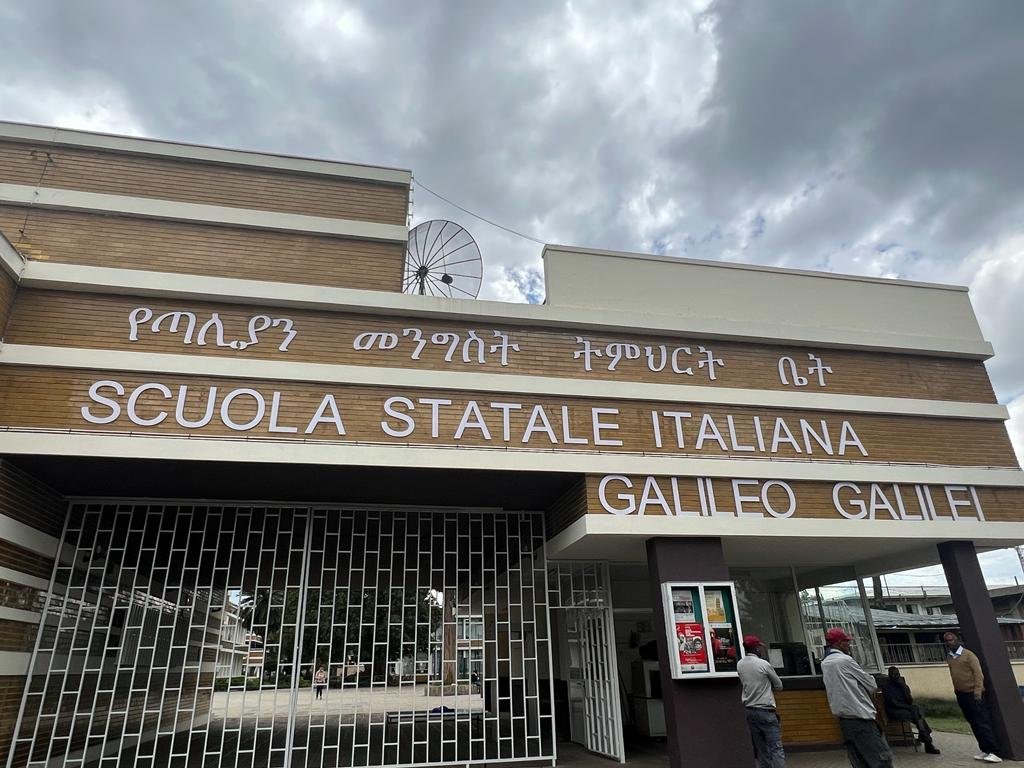 የጣሊያን መንግስት ትምህርት ቤት
SCUOLA STATALE ITALIANA
GALILEO GALILEI